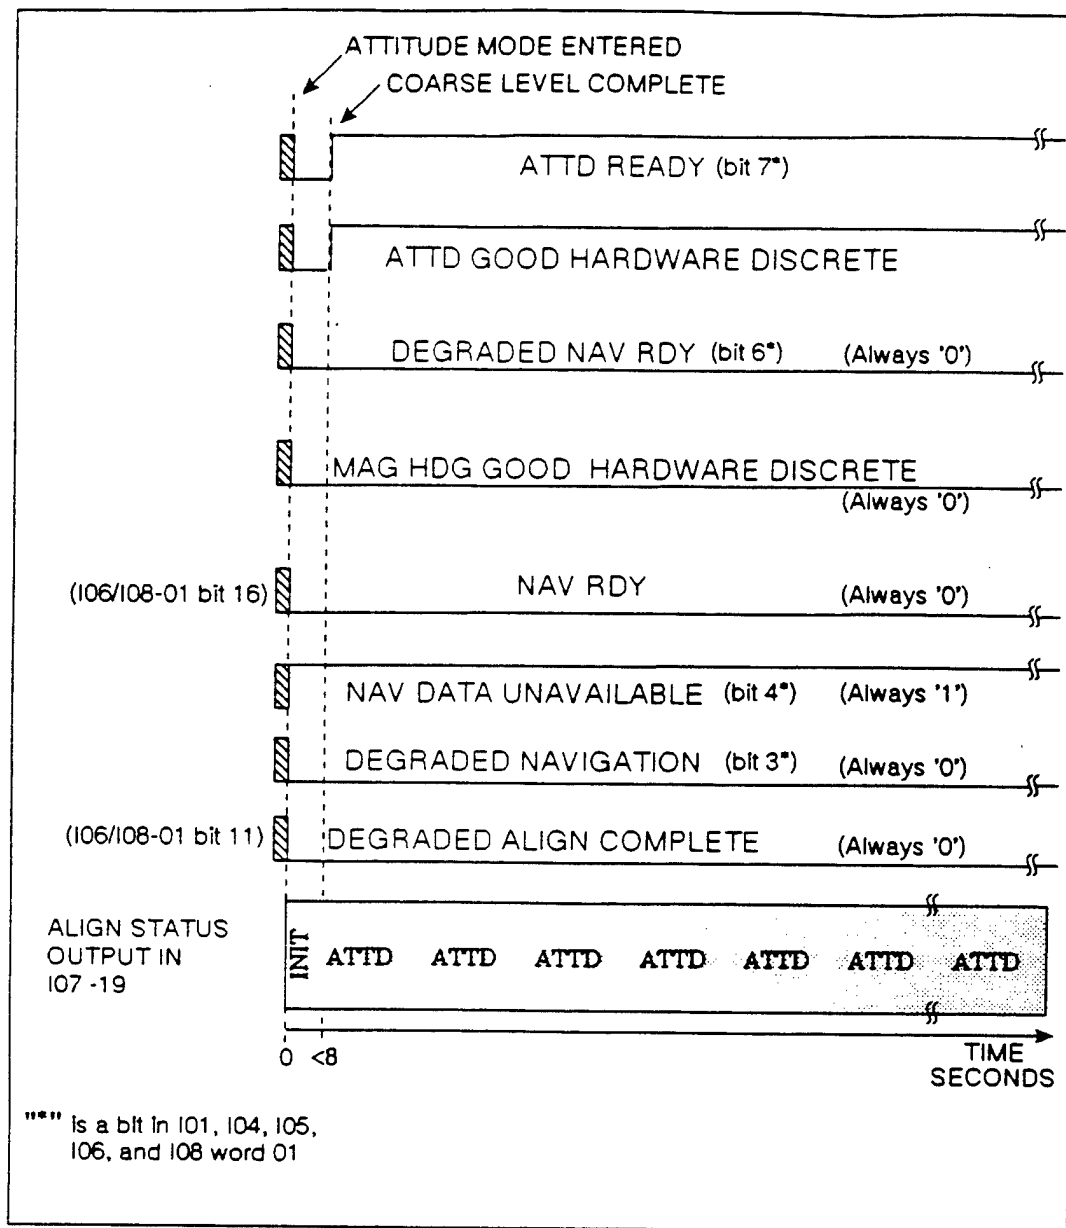 ATTITUDE MODE ENTERED
COARSE LEVEL COMPLETE
ATTD READY (bit 7*)
ATTD GOOD HARDWARE DISCRETE
DEGRADED NAV RDY (bit 6*) (Always '0')
MAG HDG GOOD HARDWARE DISCRETE
(Always '0')
(I06/I08-01 bit 16) NAV RDY (Always '0')
NAV DATA UNAVAILABLE (bit 4*) (Always '1')
DEGRADED NAVIGATION (bit 3*) (Always '0')
(I06/I08-01 bit 11) DEGRADED ALIGN COMPLETE (Always '0')
ALIGN STATUS
OUTPUT IN
I07 -19
INIT ATTD ATTD ATTD ATTD ATTD ATTD ATTD
0 <8 TIME
SECONDS
"*" is a bit in I01, I04, I05,
I06, and I08 word 01